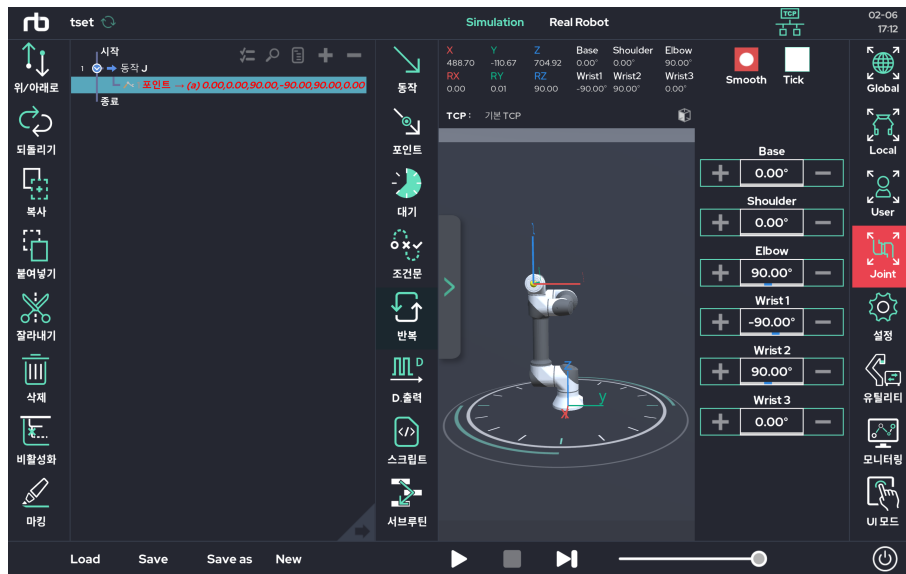 rb tset Simulation Real Robot TCP 02-06
17:12
위/아래로
되돌리기
복사
붙여넣기
잘라내기
삭제
비활성화
마킹
시작
1 동작 J
포인트 → (a) 0.00,0.00,90.00,-90.00,90.00,0.00
종료
동작
포인트
대기
조건문
반복
D
D.출력
스크립트
서브루틴
X Y Z Base Shoulder Elbow
488.70 -110.67 704.92 0.00° 0.00° 90.00°
RX RY RZ Wrist1 Wrist2 Wrist3
0.00 0.01 90.00 -90.00° 90.00° 0.00°
TCP : 기본 TCP
Z
y
X
Smooth Tick
Base
+ 0.00° −
Shoulder
+ 0.00° −
Elbow
+ 90.00° −
Wrist 1
+ -90.00° −
Wrist 2
+ 90.00° −
Wrist 3
+ 0.00° −
Global
Local
User
Joint
설정
유틸리티
모니터링
UI 모드
Load Save Save as New